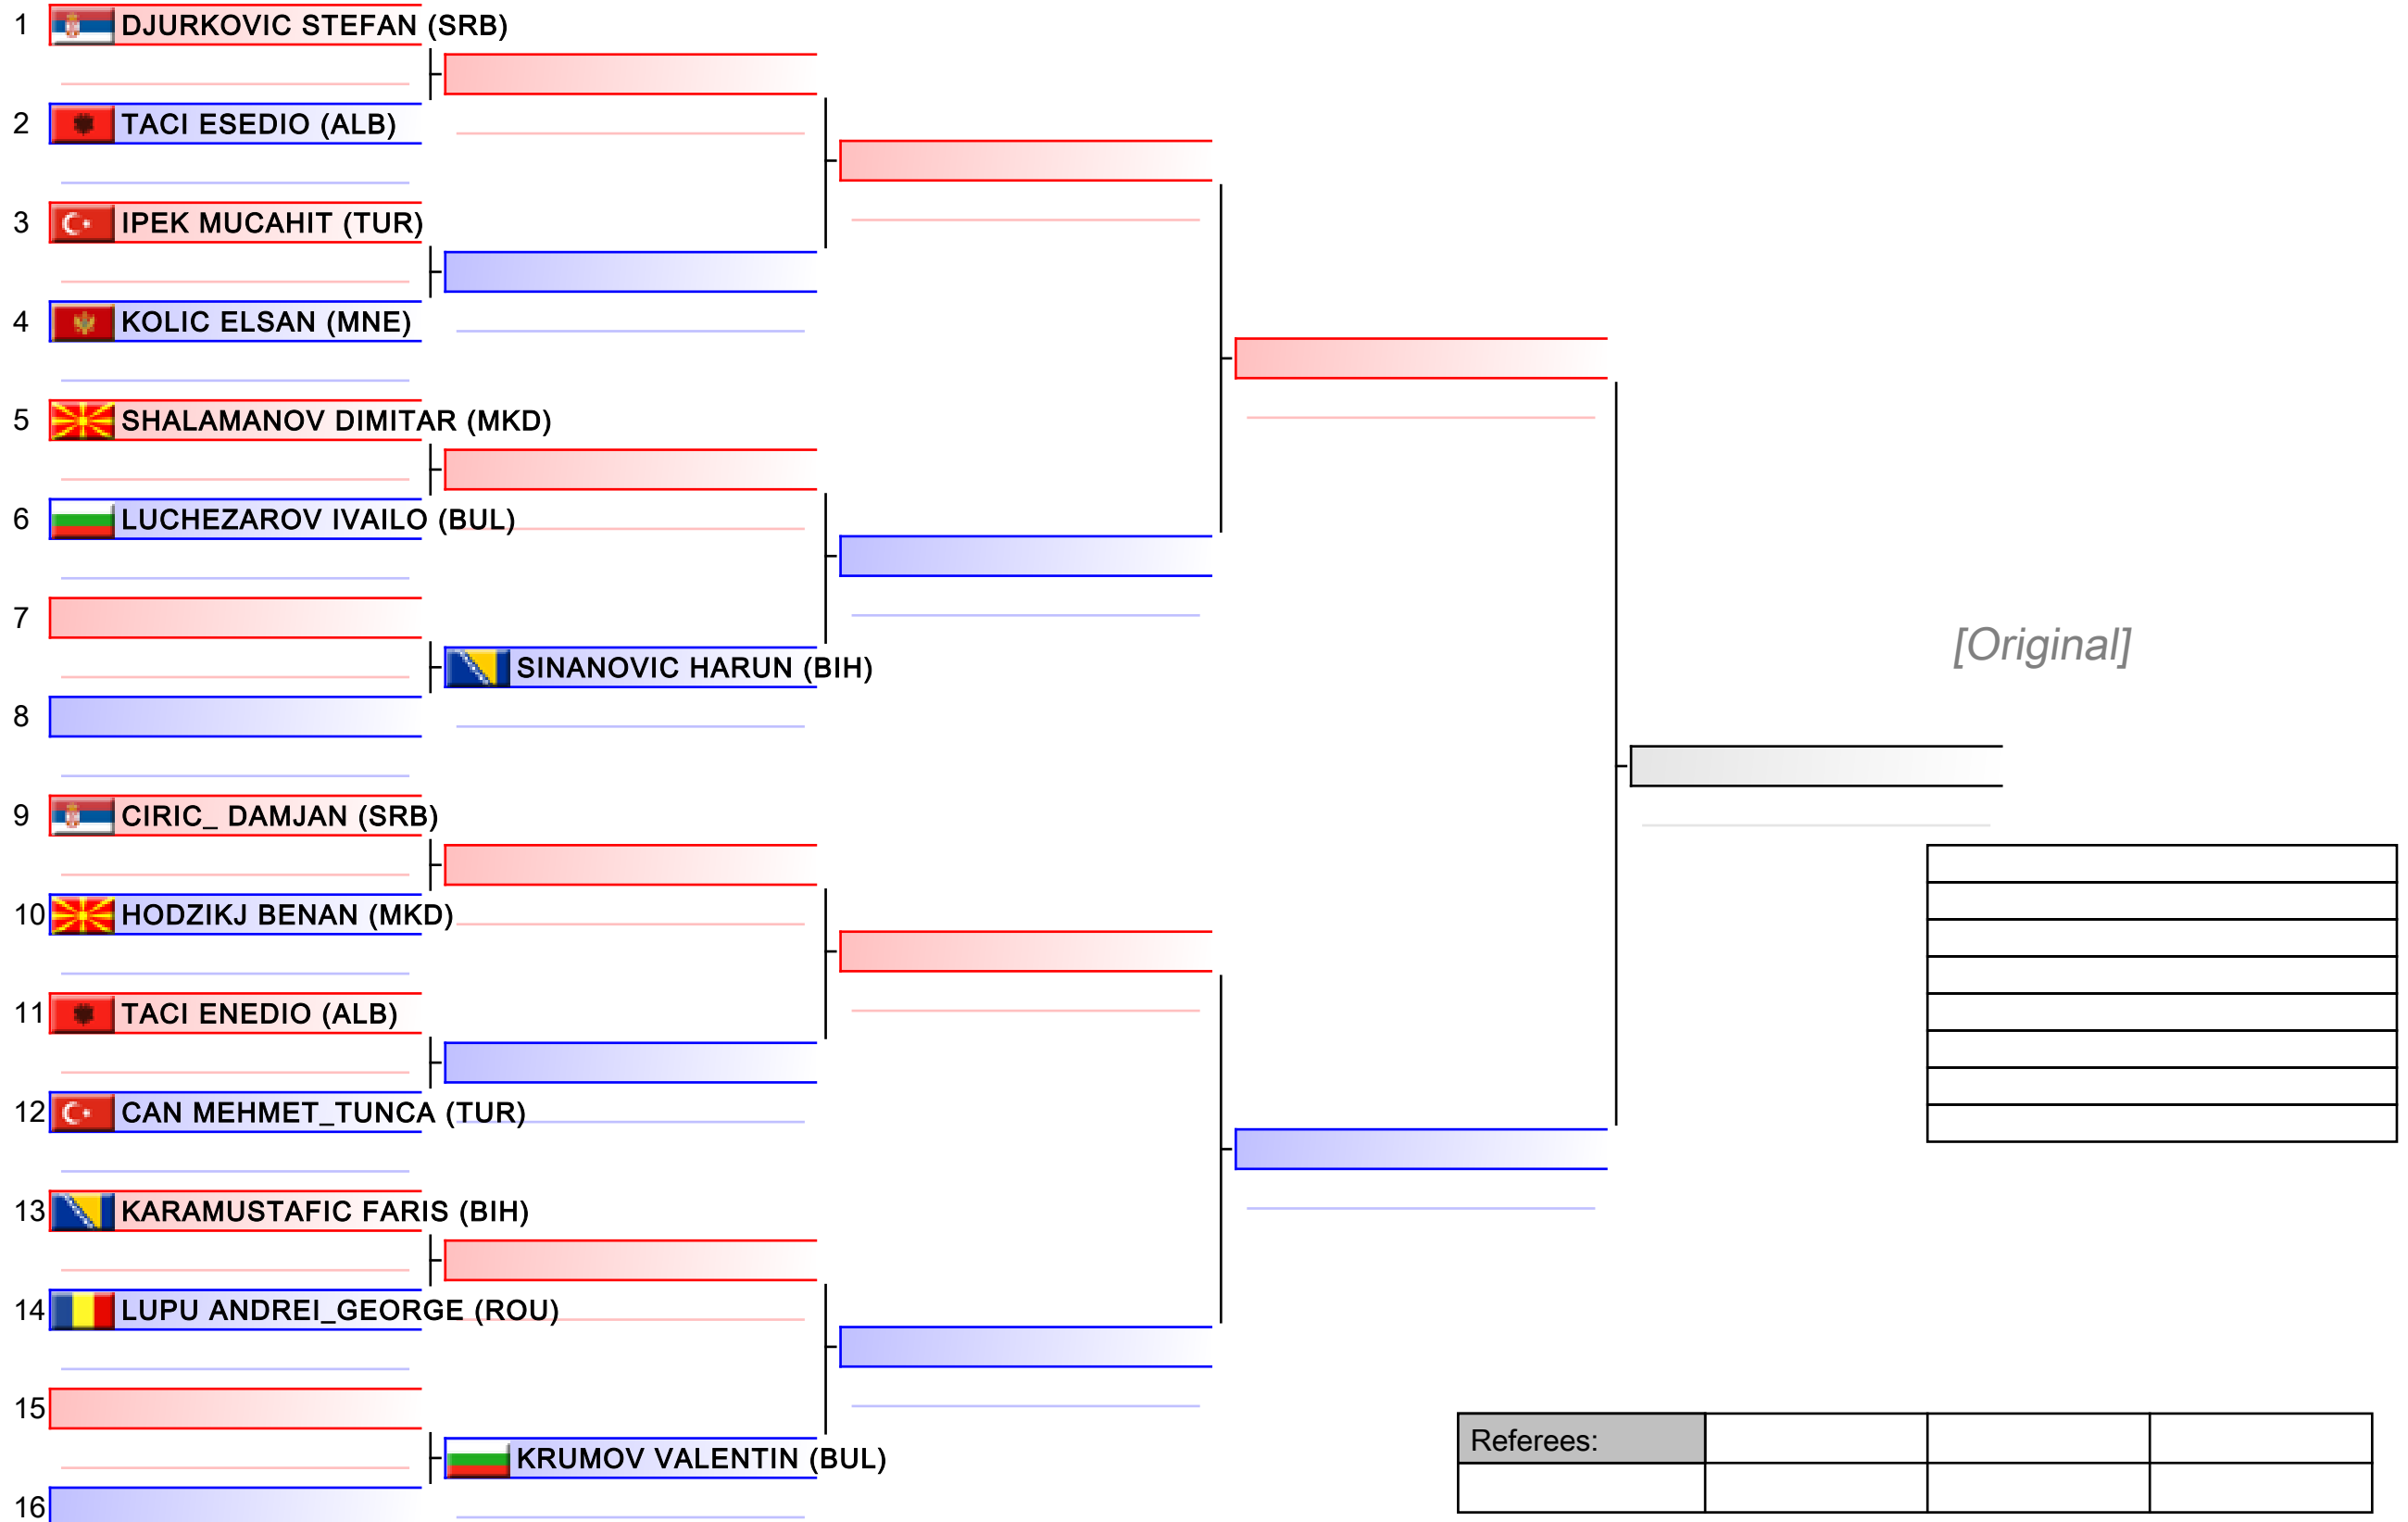 1 DJURKOVIC STEFAN (SRB)
2 TACI ESEDIO (ALB)
3 IPEK MUCAHIT (TUR)
4 KOLIC ELSAN (MNE)
5 SHALAMANOV DIMITAR (MKD)
6 LUCHEZAROV IVAILO (BUL)
7
[Original]
SINANOVIC HARUN (BIH)
8
9 CIRIC_ DAMJAN (SRB)
10 HODZIKJ BENAN (MKD)
11 TACI ENEDIO (ALB)
12 CAN MEHMET_TUNCA (TUR)
13 KARAMUSTAFIC FARIS (BIH)
14 LUPU ANDREI_GEORGE (ROU)
15
Referees:
KRUMOV VALENTIN (BUL)
16